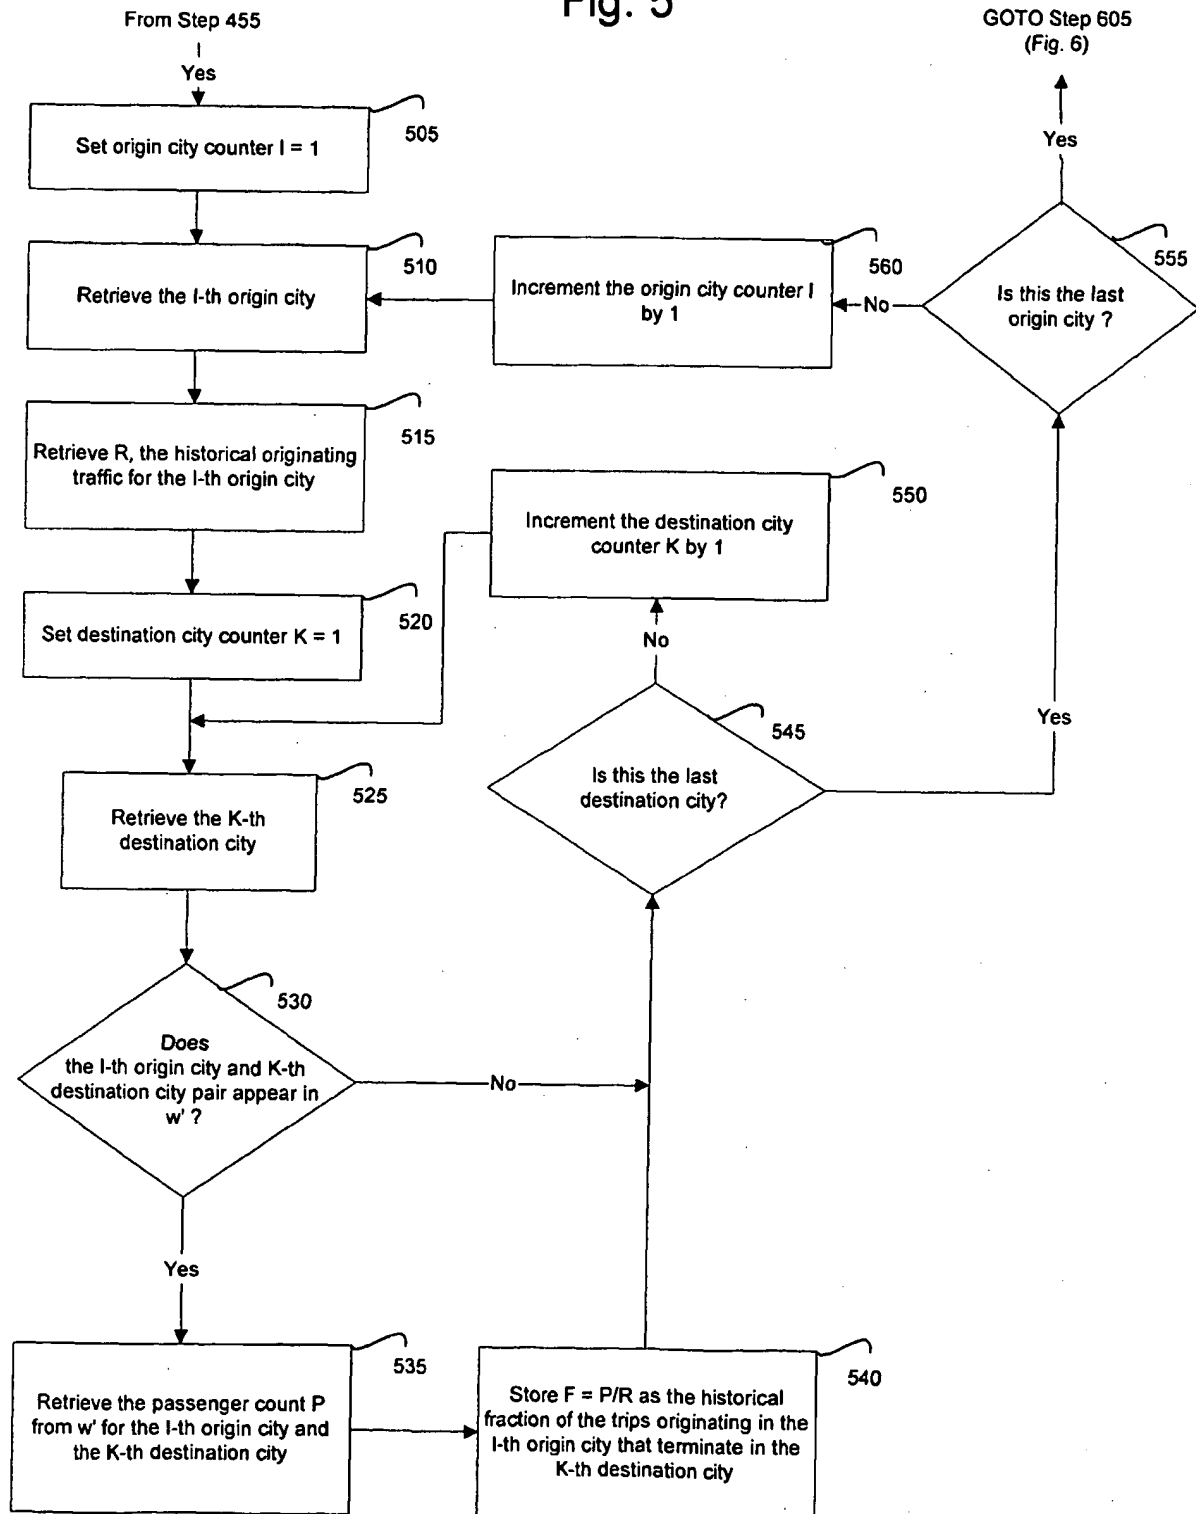 Fig. 5
From Step 455
Yes
Set origin city counter I = 1
505
Retrieve the I-th origin city
510
Retrieve R, the historical originating
traffic for the I-th origin city
515
Set destination city counter K = 1
520
Retrieve the K-th
destination city
525
Does
the I-th origin city and K-th
destination city pair appear in
w' ?
530
No
Yes
Retrieve the passenger count P
from w' for the I-th origin city and
the K-th destination city
535
Store F = P/R as the historical
fraction of the trips originating in the
I-th origin city that terminate in the
K-th destination city
540
Is this the last
destination city?
545
No
Yes
Increment the destination city
counter K by 1
550
Is this the last
origin city ?
555
No
Yes
Increment the origin city counter I
by 1
560
GOTO Step 605
(Fig. 6)